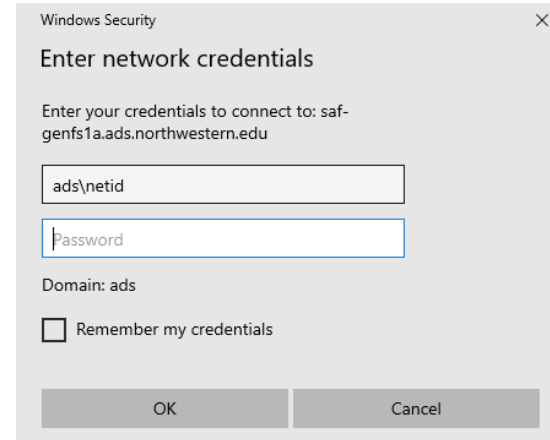 Windows Security
Enter network credentials
Enter your credentials to connect to: saf-
genfs1a.ads.northwestern.edu
ads\netid
Password
Domain: ads
Remember my credentials
OK
Cancel